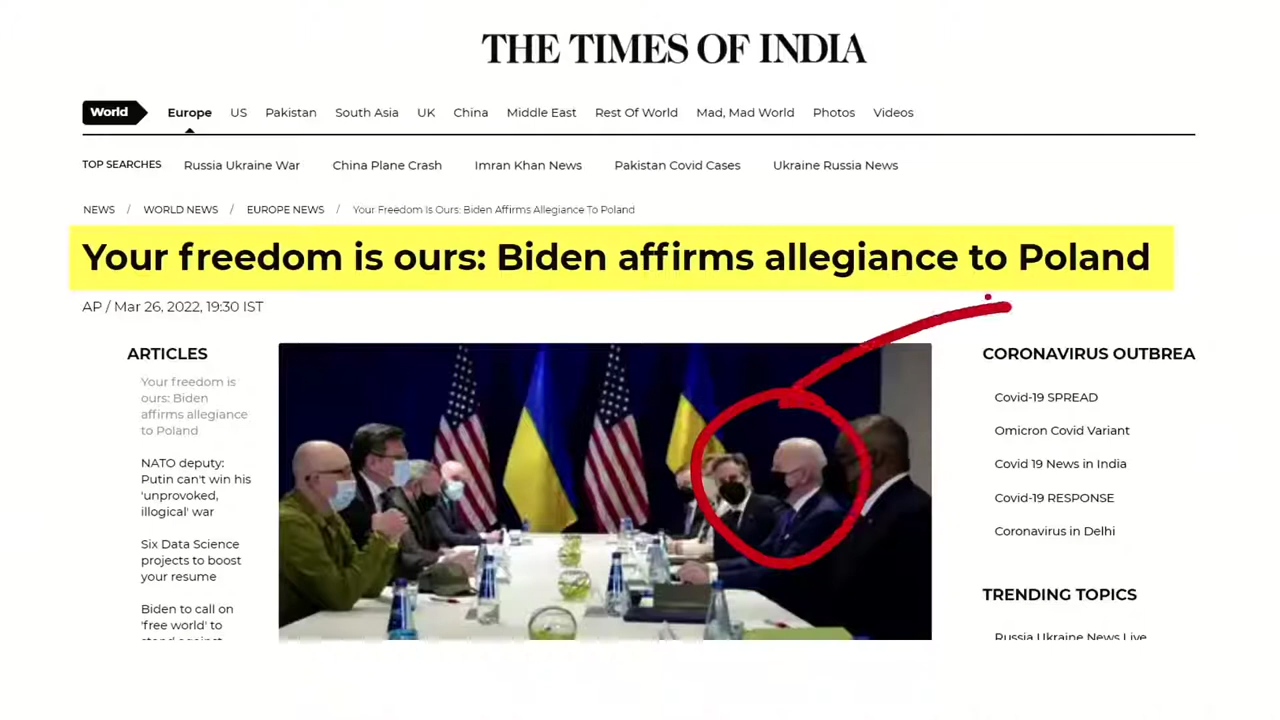 THE TIMES OF INDIA
World Europe US Pakistan South Asia UK China Middle East Rest Of World Mad, Mad World Photos Videos
TOP SEARCHES Russia Ukraine War China Plane Crash Imran Khan News Pakistan Covid Cases Ukraine Russia News
NEWS / WORLD NEWS / EUROPE NEWS / Your Freedom Is Ours: Biden Affirms Allegiance To Poland
Your freedom is ours: Biden affirms allegiance to Poland
AP / Mar 26, 2022, 19:30 IST
ARTICLES
Your freedom is
ours: Biden
affirms allegiance
to Poland
NATO deputy:
Putin can't win his
'unprovoked,
illogical' war
Six Data Science
projects to boost
your resume
Biden to call on
'free world' to
stand against
CORONAVIRUS OUTBREA
Covid-19 SPREAD
Omicron Covid Variant
Covid 19 News in India
Covid-19 RESPONSE
Coronavirus in Delhi
TRENDING TOPICS
Russia Ukraine News Live